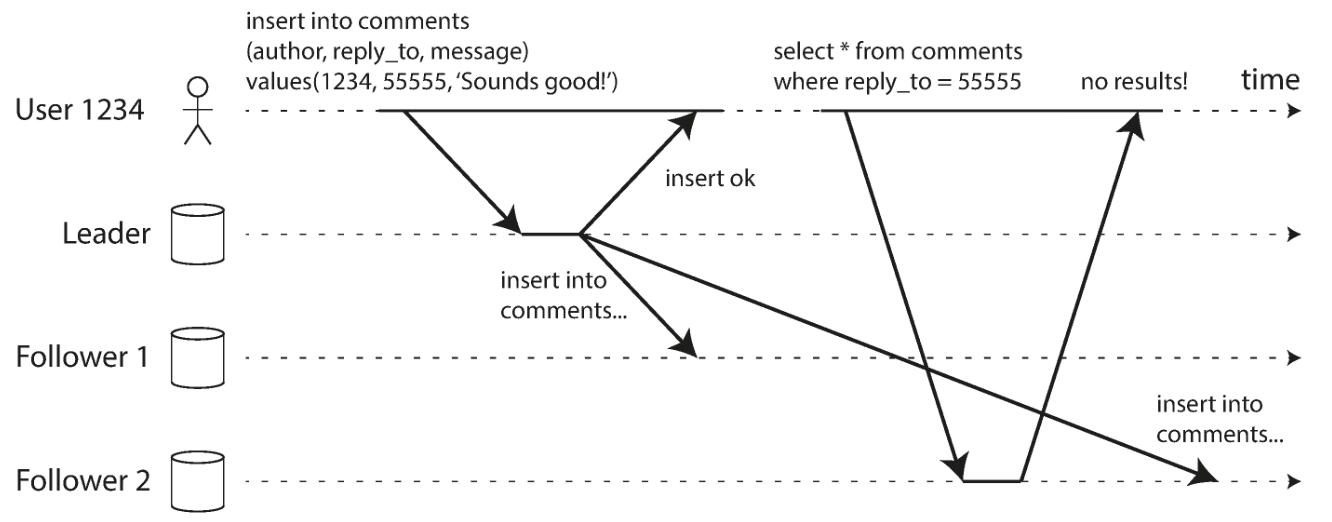 insert into comments
(author, reply_to, message)
values(1234, 55555, ‘Sounds good!’)
select * from comments
where reply_to = 55555
no results!
time
User 1234
insert ok
Leader
insert into
comments...
Follower 1
insert into
comments...
Follower 2